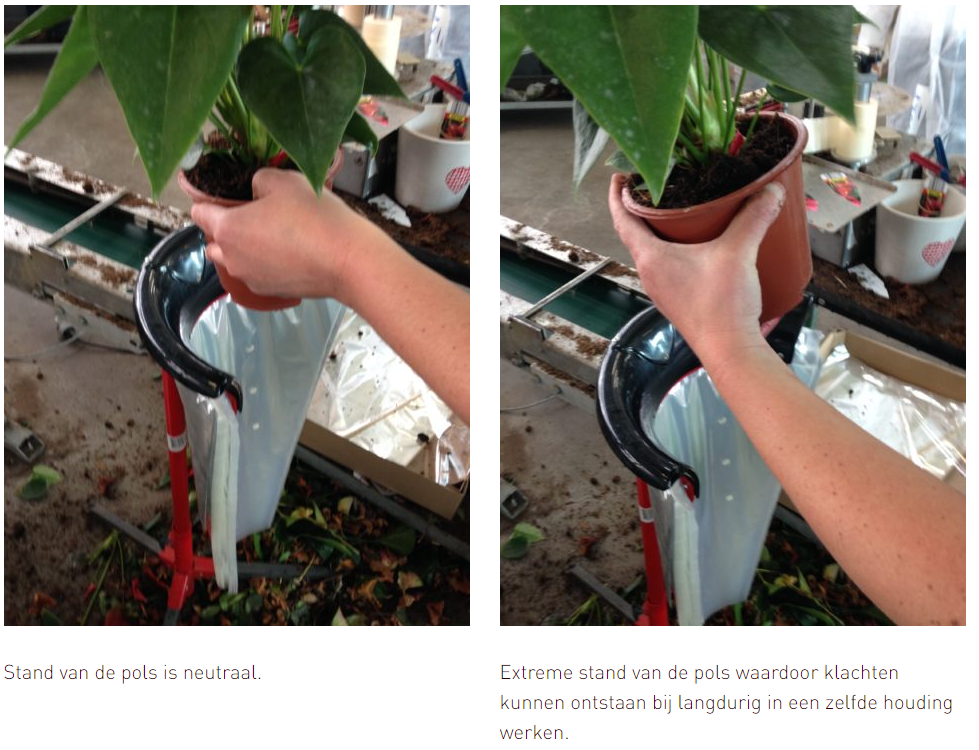 Stand van de pols is neutraal.
Extreme stand van de pols waardoor klachten
kunnen ontstaan bij langdurig in een zelfde houding
werken.